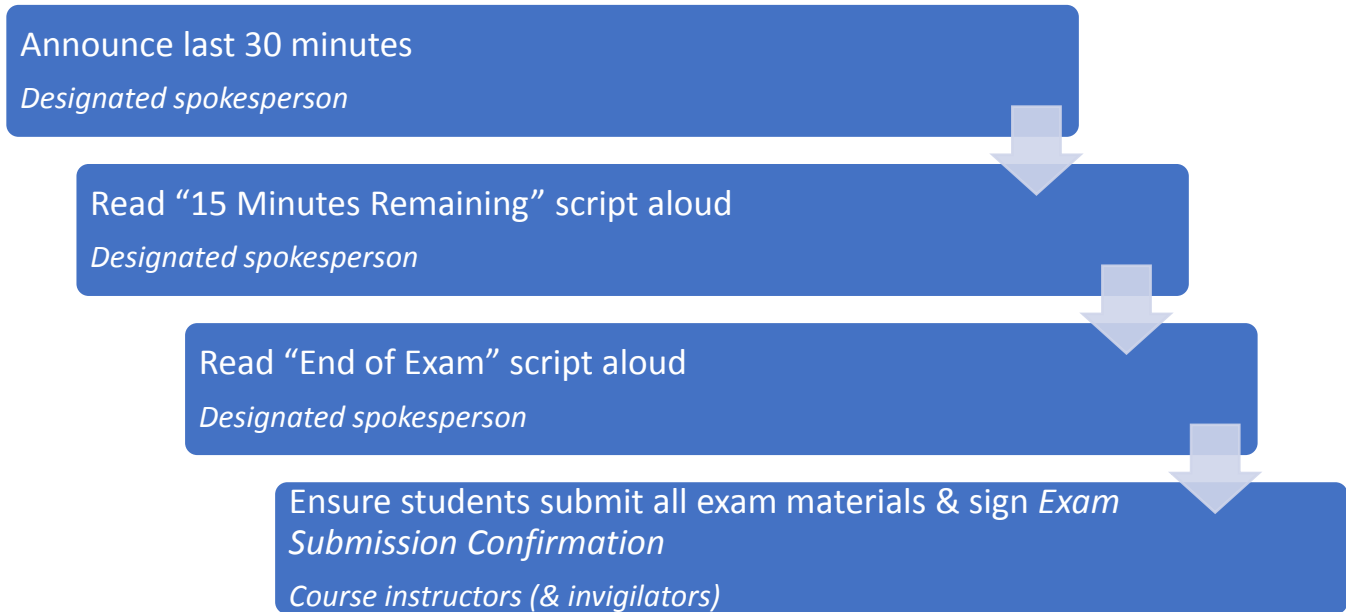 Announce last 30 minutes
Designated spokesperson
Read “15 Minutes Remaining” script aloud
Designated spokesperson
Read “End of Exam” script aloud
Designated spokesperson
Ensure students submit all exam materials & sign Exam
Submission Confirmation
Course instructors (& invigilators)